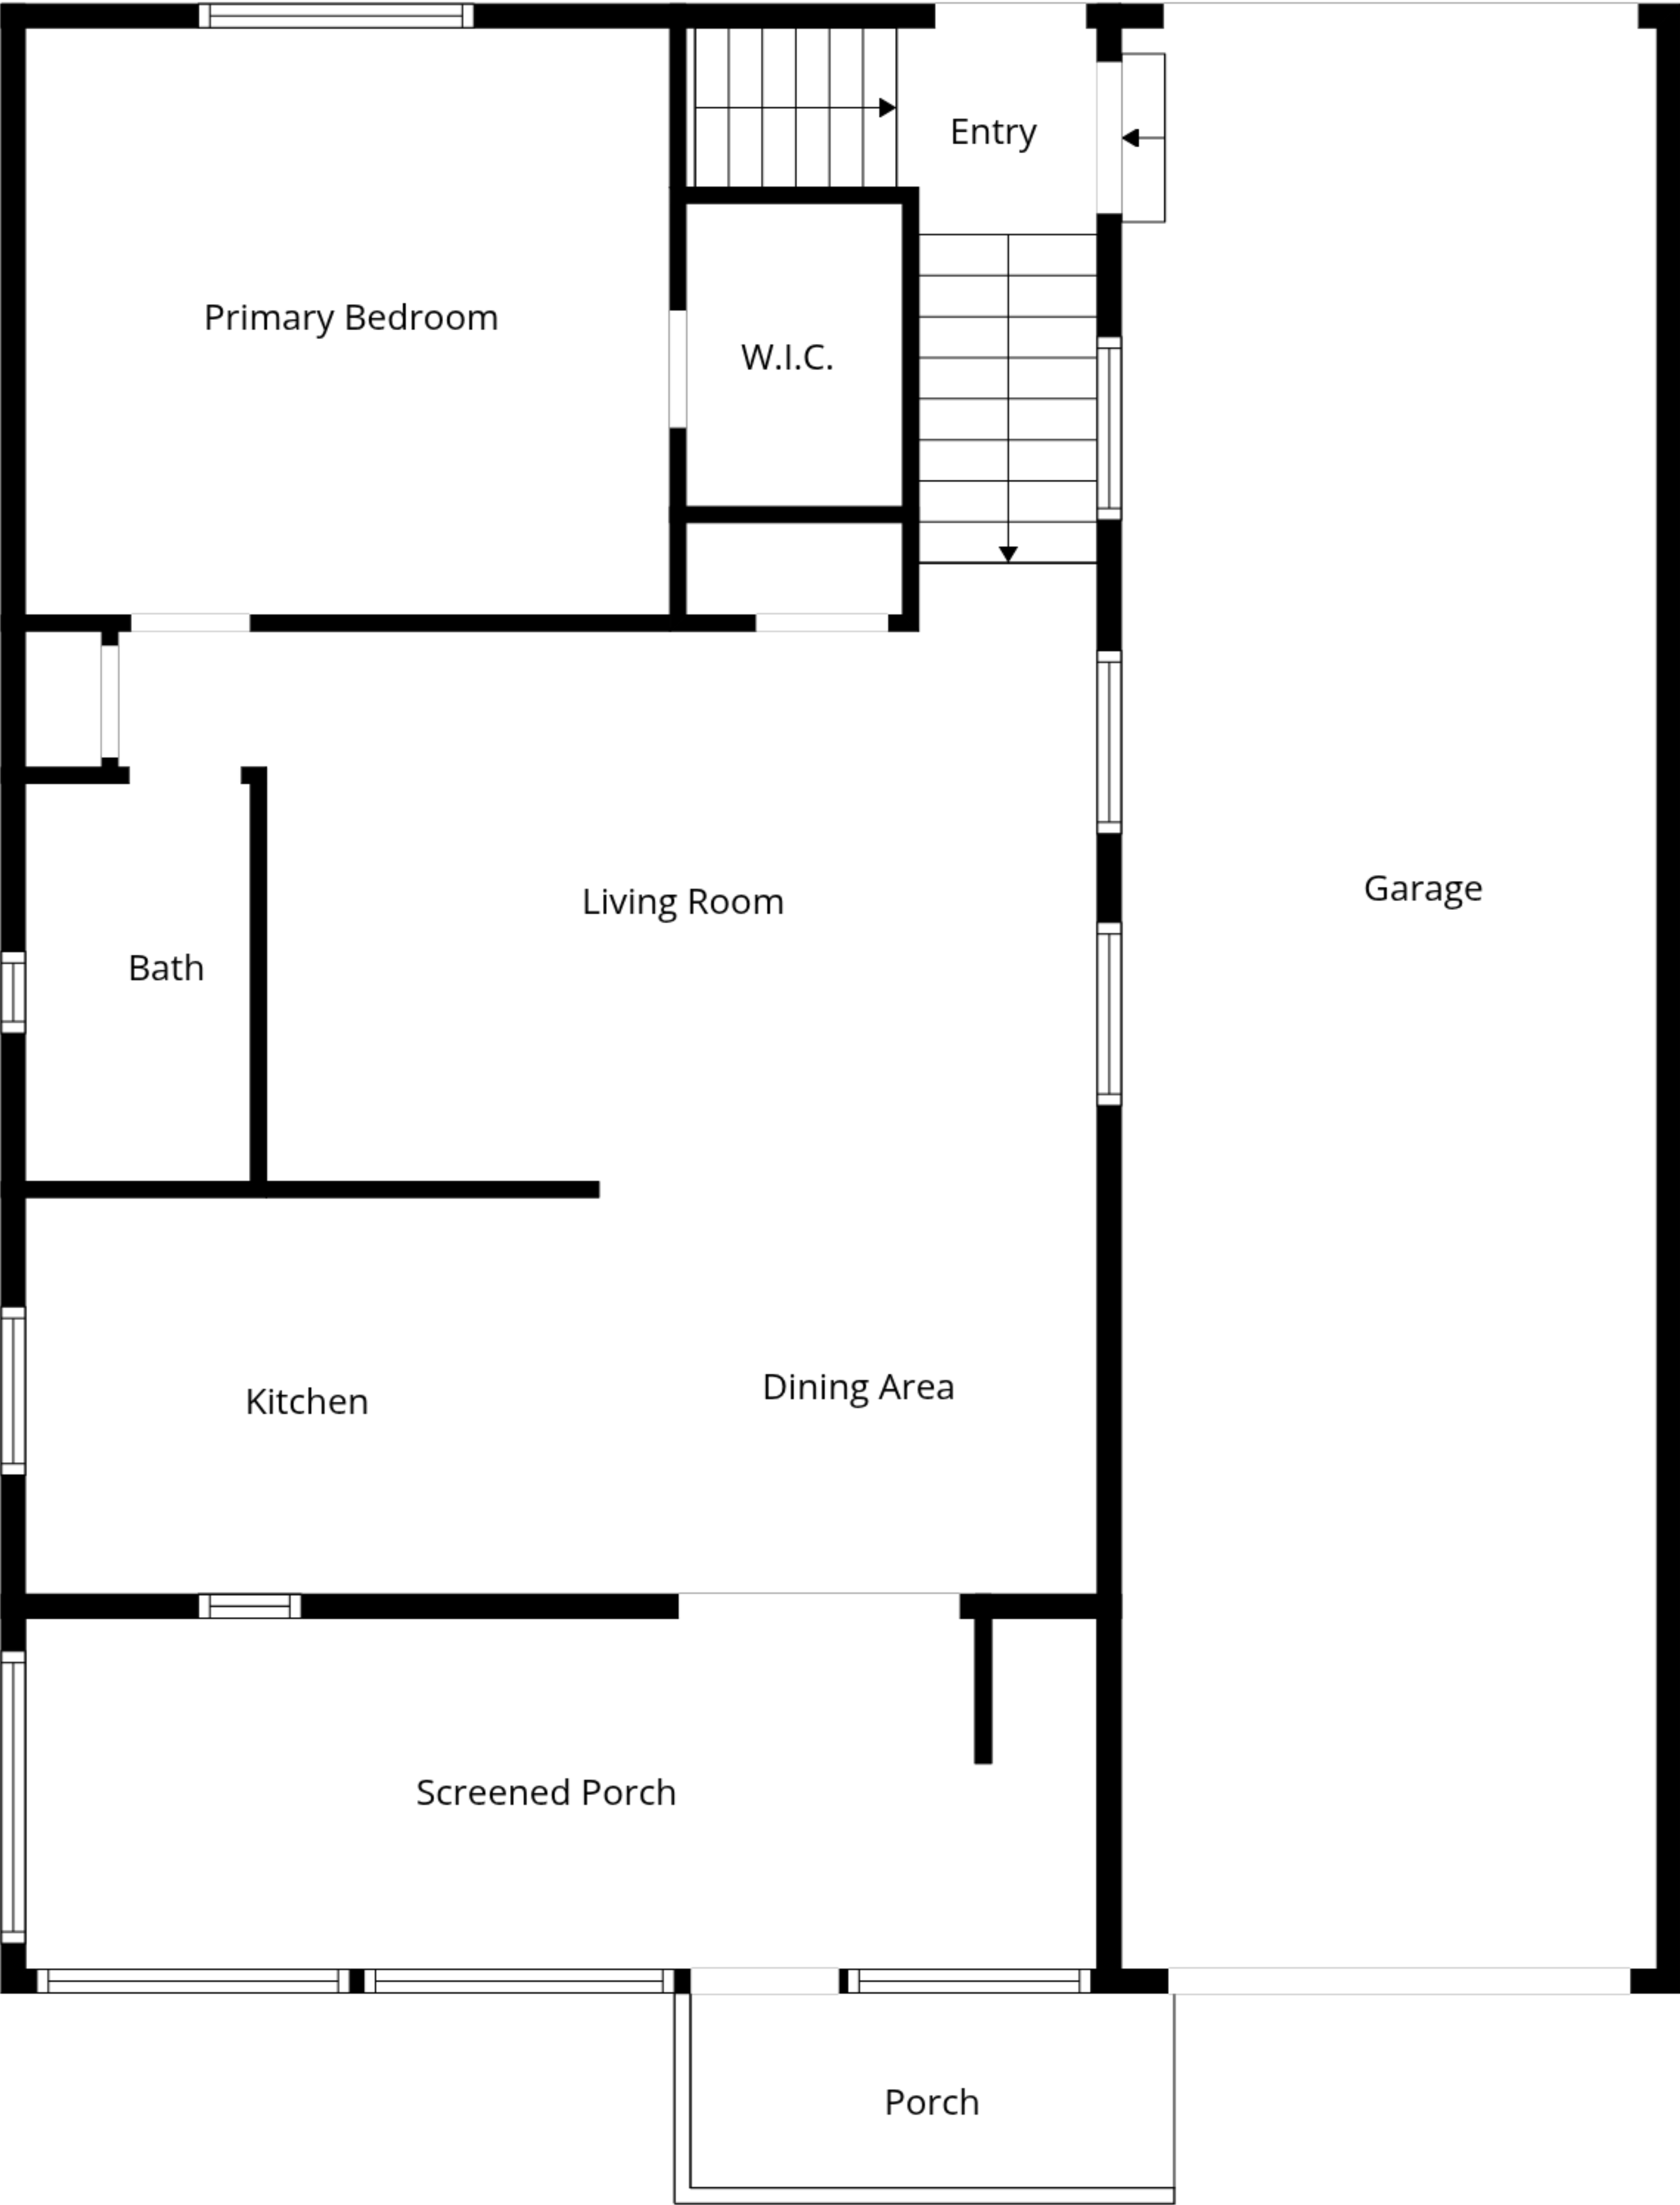 Entry
Primary Bedroom
W.I.C.
Living Room
Garage
Bath
Kitchen
Dining Area
Screened Porch
Porch